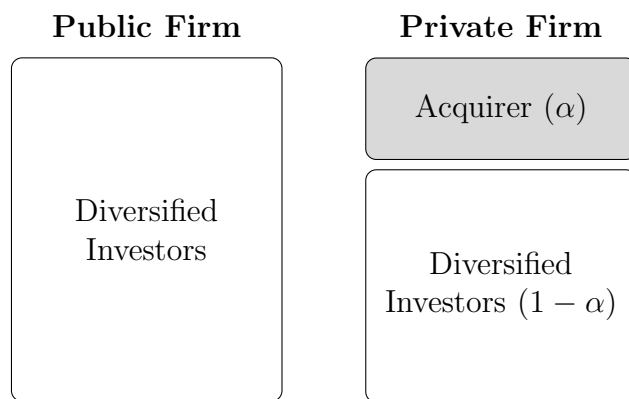 Public Firm
Diversified
Investors
Private Firm
Acquirer (α)
Diversified
Investors (1 − α)